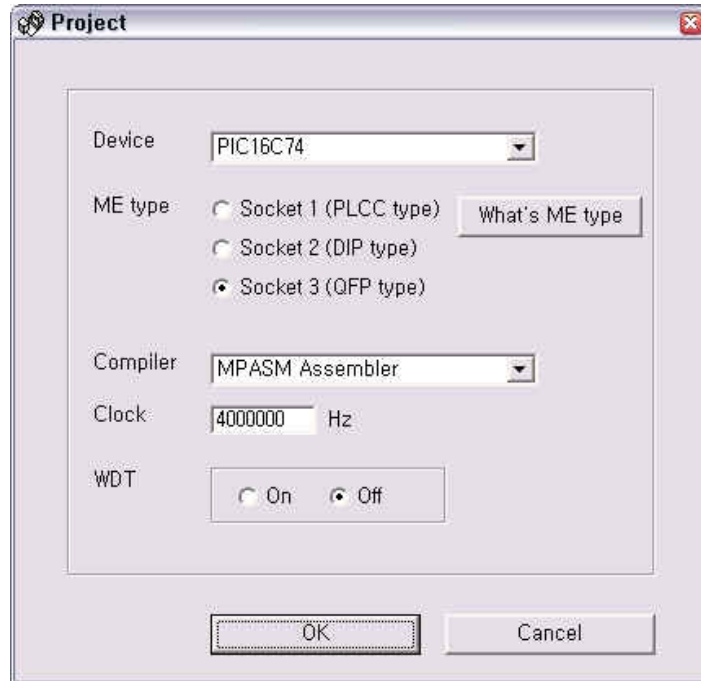 Project
Device PIC16C74
ME type Socket 1 (PLCC type) What's ME type
Socket 2 (DIP type)
Socket 3 (QFP type)
Compiler MPASM Assembler
Clock 4000000 Hz
WDT On Off
OK Cancel